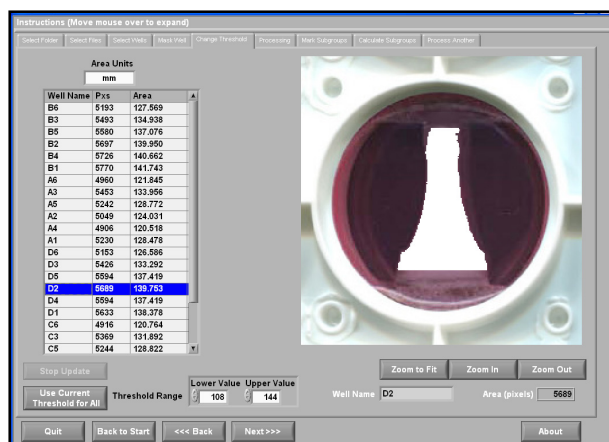 Instructions (Move mouse over to expand)
Select Folder Select Files Select Wells Mask Well Change Threshold Processing Mark Subgroups Calculate Subgroups Process Another
Area Units
mm
Well Name Pxs Area
B6 5193 127.569
B3 5493 134.938
B5 5580 137.076
B2 5697 139.950
B4 5726 140.662
B1 5770 141.743
A6 4960 121.845
A3 5453 133.956
A5 5242 128.772
A2 5049 124.031
A4 4906 120.518
A1 5230 128.478
D6 5153 126.586
D3 5426 133.292
D5 5594 137.419
D2 5689 139.753
D4 5594 137.419
D1 5633 138.378
C6 4916 120.764
C3 5369 131.892
C5 5244 128.822
Stop Update
Zoom to Fit Zoom In Zoom Out
Use Current Threshold for All
Threshold Range
Lower Value Upper Value
108 144
Well Name D2 Area (pixels) 5689
Quit Back to Start <<< Back Next >>> About